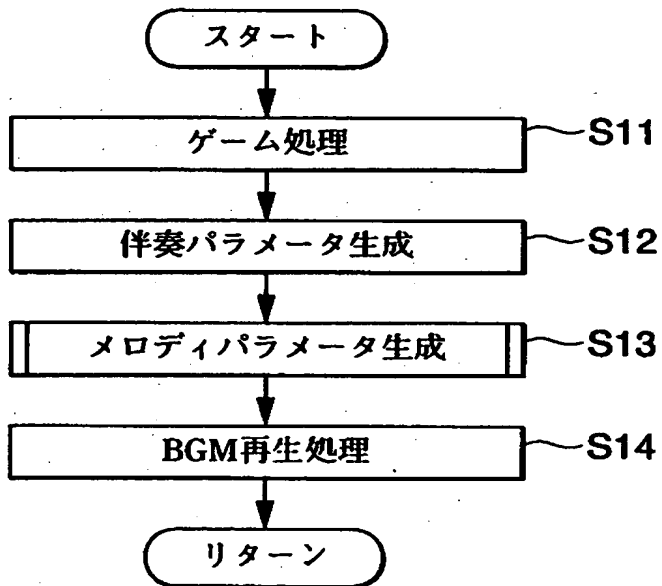 スタート
ゲーム処理 S11
伴奏パラメータ生成 S12
メロディパラメータ生成 S13
BGM再生処理 S14
リターン